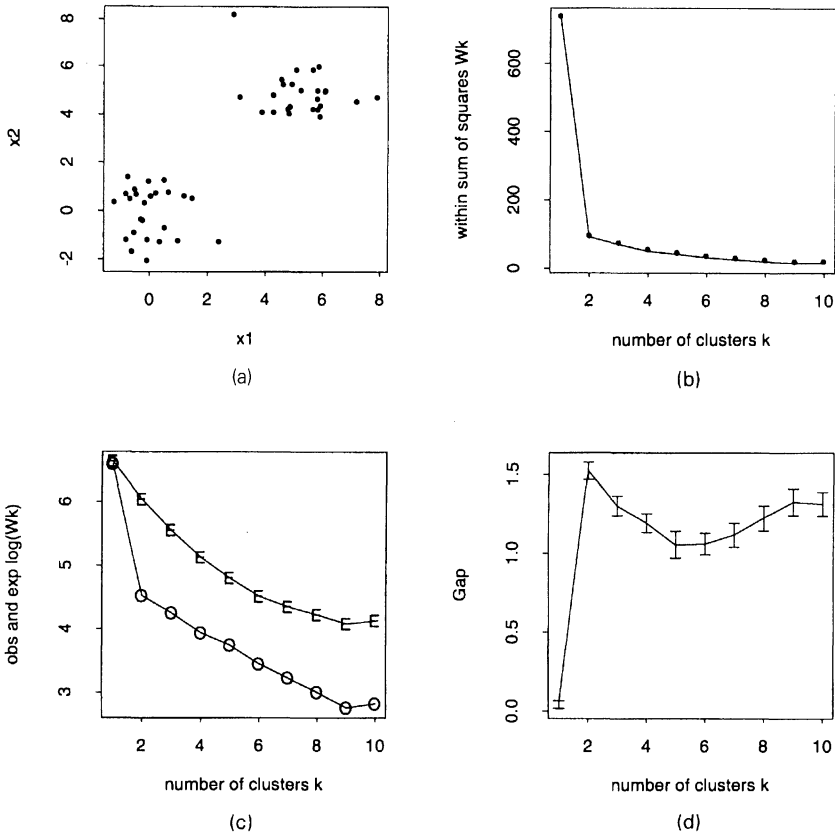 x2
8
6
4
2
0
-2
0
2
4
6
8
x1
(a)
within sum of squares Wk
600
400
200
0
2
4
6
8
10
number of clusters k
(b)
obs and exp log(Wk)
6
5
4
3
E
E
E
E
E
E
E
E
E
E
O
O
O
O
O
O
O
O
O
O
2
4
6
8
10
number of clusters k
(c)
Gap
1.5
1.0
0.5
0.0
2
4
6
8
10
number of clusters k
(d)